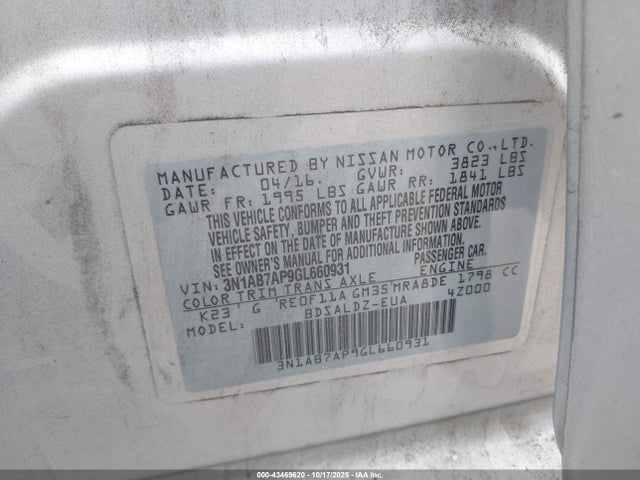 MANUFACTURED BY NISSAN MOTOR CO., LTD.
DATE: 04/16. GVWR: 3823 LBS
GAWR FR: 1995 LBS GAWR RR: 1841 LBS
THIS VEHICLE CONFORMS TO ALL APPLICABLE FEDERAL MOTOR
VEHICLE SAFETY, BUMPER AND THEFT PREVENTION STANDARDS
IN EFFECT ON THE DATE OF MANUFACTURE SHOWN ABOVE.
SEE OWNER'S MANUAL FOR ADDITIONAL INFORMATION.
VIN: 3N1AB7AP9GL660931 PASSENGER CAR.
COLOR TRIM TRANS AXLE ENGINE
K23 G RE0F11A GM35 MRA8DE 1798 CC
MODEL: BDSALDZ-EUA 4Z000
3N1AB7AP9GL660931
000-43469620 - 10/17/2025 - IAAI.COM